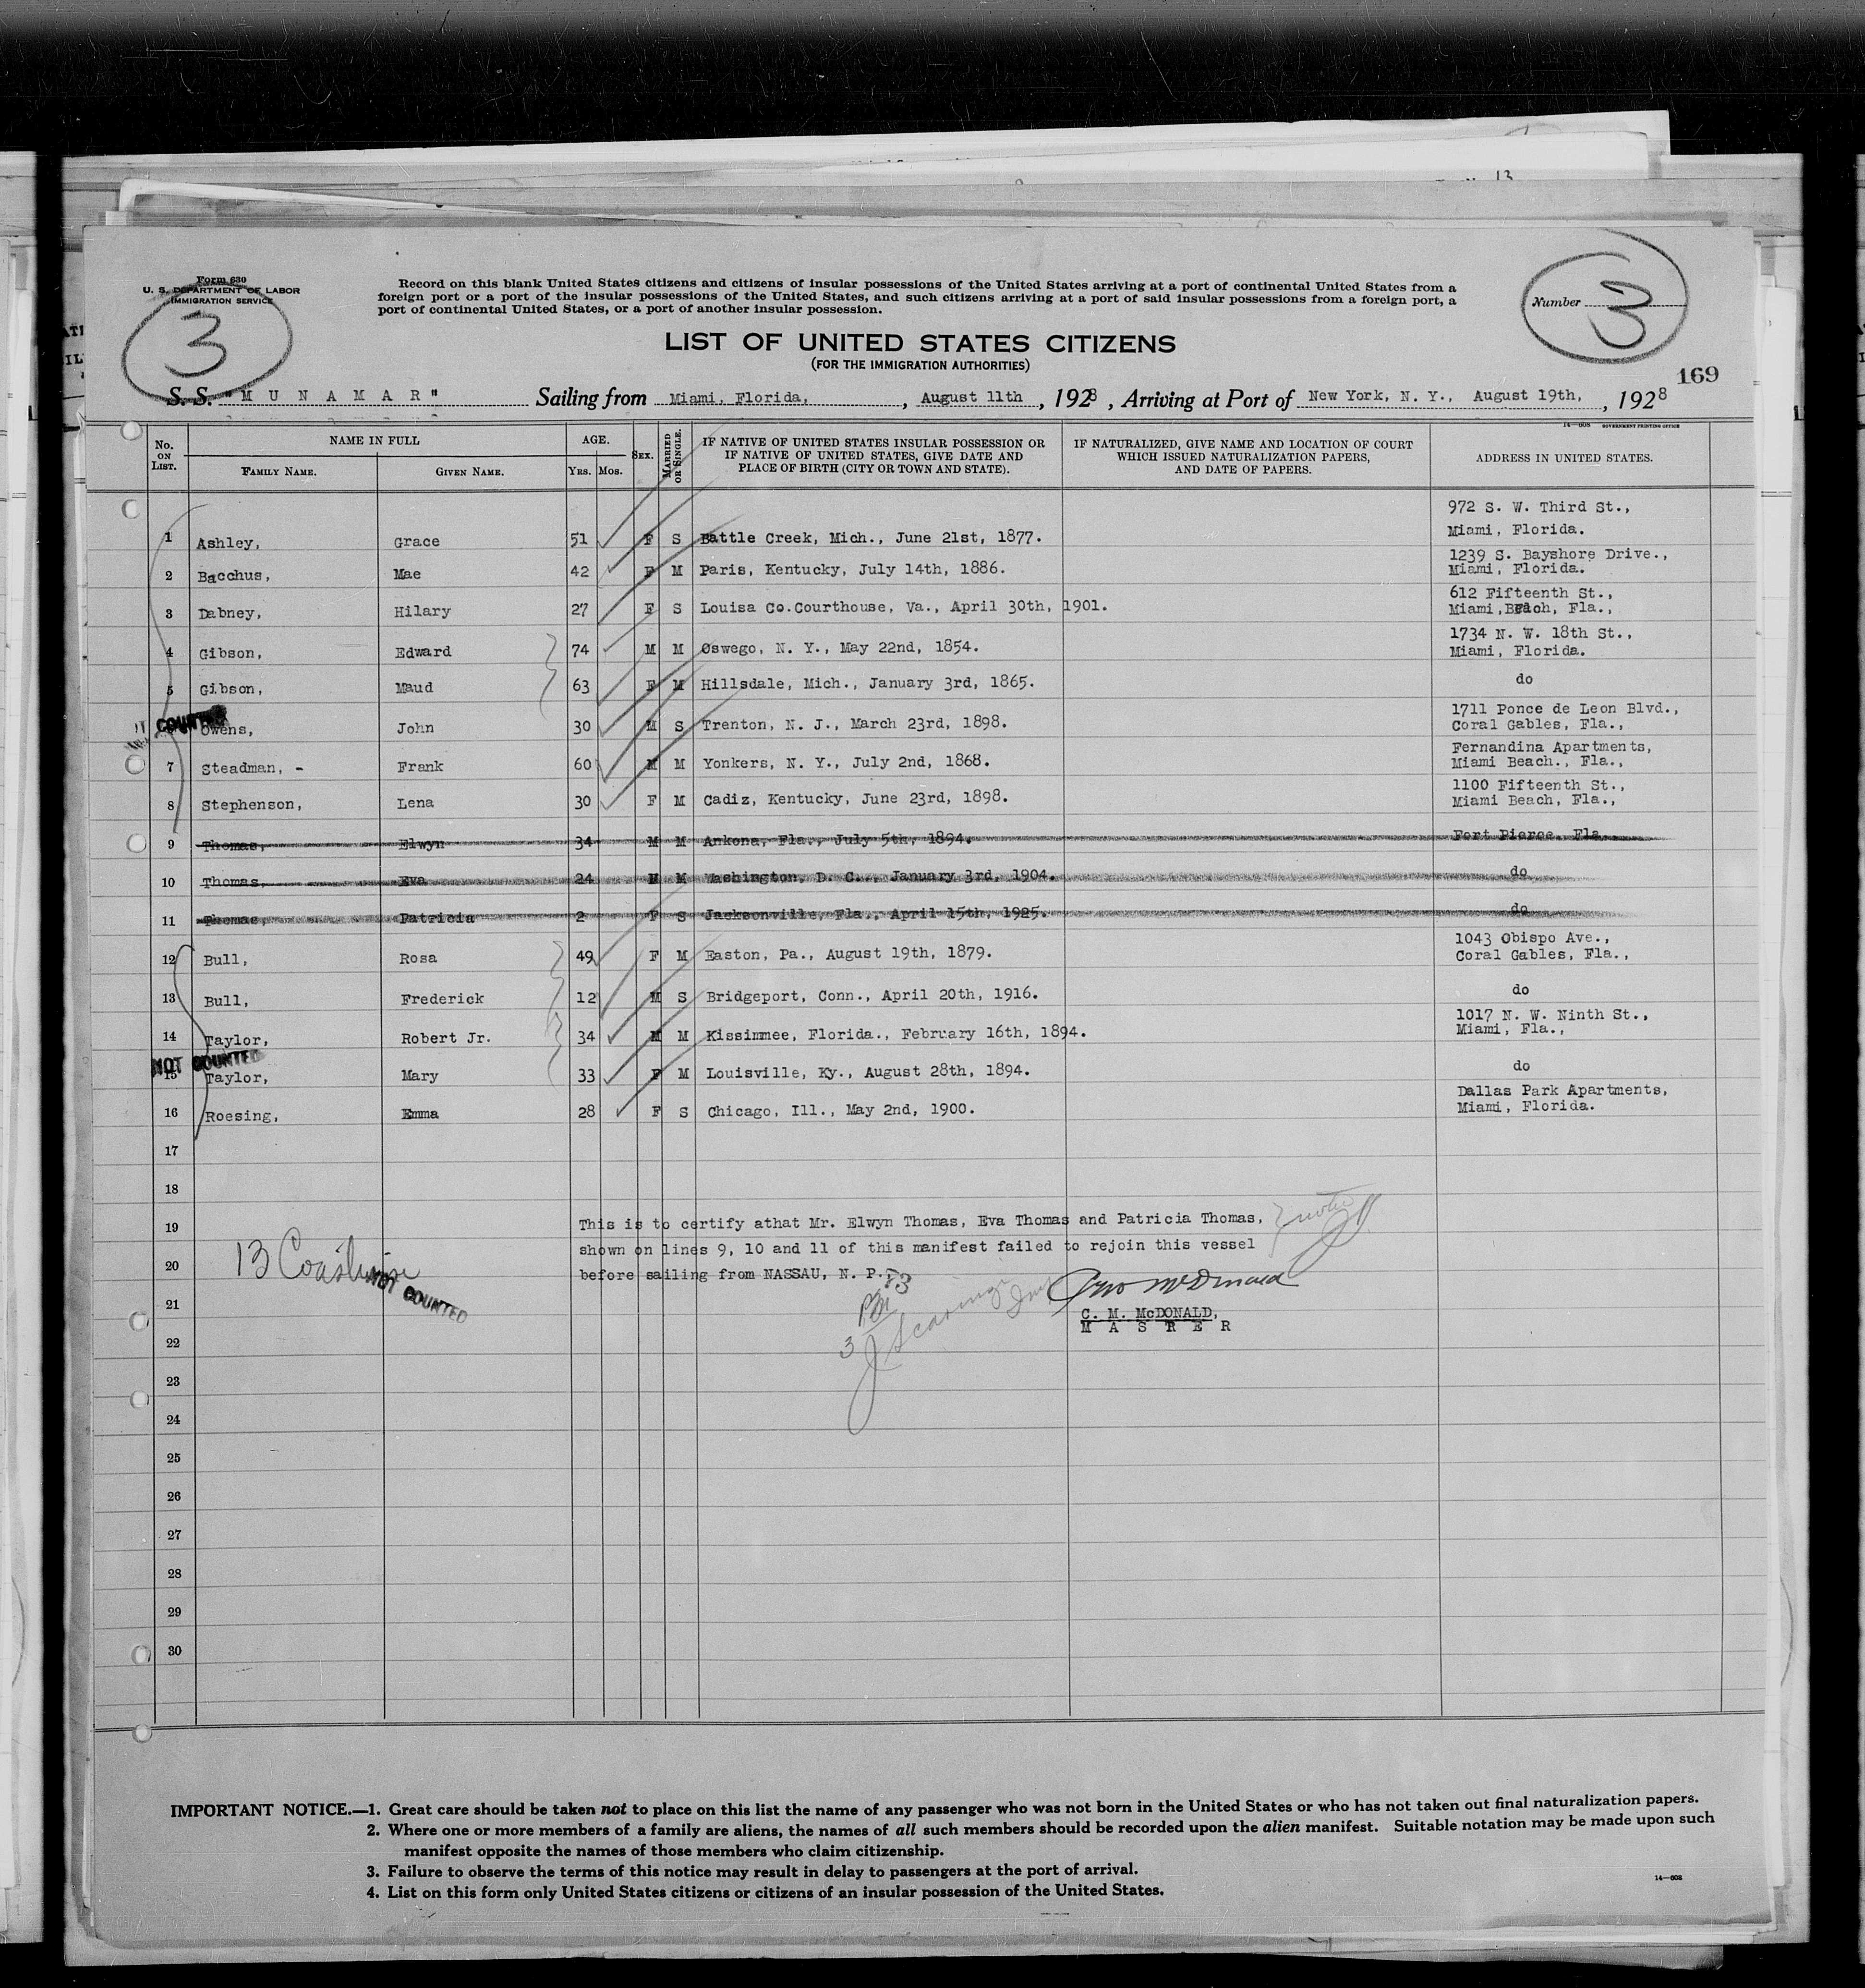 13
Form 630
U. S. DEPARTMENT OF LABOR
IMMIGRATION SERVICE
3
Record on this blank United States citizens and citizens of insular possessions of the United States arriving at a port of continental United States from a
foreign port or a port of the insular possessions of the United States, and such citizens arriving at a port of said insular possessions from a foreign port, a
port of continental United States, or a port of another insular possession.
Number 3
LIST OF UNITED STATES CITIZENS
(FOR THE IMMIGRATION AUTHORITIES)
169
S. S. "M U N A M A R" Sailing from Miami, Florida, , August 11th , 1928 , Arriving at Port of New York, N. Y., August 19th, , 1928
14—608 GOVERNMENT PRINTING OFFICE
No. ON LIST. NAME IN FULL FAMILY NAME. GIVEN NAME. AGE. YRS. MOS. SEX. MARRIED OR SINGLE. IF NATIVE OF UNITED STATES INSULAR POSSESSION OR IF NATIVE OF UNITED STATES, GIVE DATE AND PLACE OF BIRTH (CITY OR TOWN AND STATE). IF NATURALIZED, GIVE NAME AND LOCATION OF COURT WHICH ISSUED NATURALIZATION PAPERS, AND DATE OF PAPERS. ADDRESS IN UNITED STATES.
972 S. W. Third St.,
1 Ashley, Grace 51 F S Battle Creek, Mich., June 21st, 1877. Miami, Florida.
1239 S. Bayshore Drive.,
2 Bacchus, Mae 42 F M Paris, Kentucky, July 14th, 1886. Miami, Florida.
612 Fifteenth St.,
3 Dabney, Hilary 27 F S Louisa Co.Courthouse, Va., April 30th, 1901. Miami,Beach, Fla.,
1734 N. W. 18th St.,
4 Gibson, Edward 74 M M Oswego, N. Y., May 22nd, 1854. Miami, Florida.
5 Gibson, Maud 63 F M Hillsdale, Mich., January 3rd, 1865. do
1711 Ponce de Leon Blvd.,
COUNTED Owens, John 30 M S Trenton, N. J., March 23rd, 1898. Coral Gables, Fla.,
Fernandina Apartments,
7 Steadman, - Frank 60 M M Yonkers, N. Y., July 2nd, 1868. Miami Beach., Fla.,
1100 Fifteenth St.,
8 Stephenson, Lena 30 F M Cadiz, Kentucky, June 23rd, 1898. Miami Beach, Fla.,
9 Thomas, Elwyn 34 M M Ankona, Fla., July 5th, 1894. Fort Pierce, Fla
10 Thomas, Eva 24 M M Washington, D. C., January 3rd, 1904. do
11 Thomas, Patricia 2 F S Jacksonville, Fla., April 15th, 1925. do
1043 Obispo Ave.,
12 Bull, Rosa 49 F M Easton, Pa., August 19th, 1879. Coral Gables, Fla.,
13 Bull, Frederick 12 M S Bridgeport, Conn., April 20th, 1916. do
1017 N. W. Ninth St.,
14 Taylor, Robert Jr. 34 M M Kissimmee, Florida., February 16th, 1894. Miami, Fla.,
NOT COUNTED
15 Taylor, Mary 33 F M Louisville, Ky., August 28th, 1894. do
Dallas Park Apartments,
16 Roesing, Emma 28 F S Chicago, Ill., May 2nd, 1900. Miami, Florida.
17
18
19 This is to certify athat Mr. Elwyn Thomas, Eva Thomas and Patricia Thomas,
shown on lines 9, 10 and 11 of this manifest failed to rejoin this vessel
20 13 Coastwise before sailing from NASSAU, N. P.
NOT COUNTED
21
C. M. McDONALD,
M A S T E R
22
23
24
25
26
27
28
29
30
IMPORTANT NOTICE.—1. Great care should be taken not to place on this list the name of any passenger who was not born in the United States or who has not taken out final naturalization papers.
2. Where one or more members of a family are aliens, the names of all such members should be recorded upon the alien manifest. Suitable notation may be made upon such
manifest opposite the names of those members who claim citizenship.
3. Failure to observe the terms of this notice may result in delay to passengers at the port of arrival.
4. List on this form only United States citizens or citizens of an insular possession of the United States.
14—608